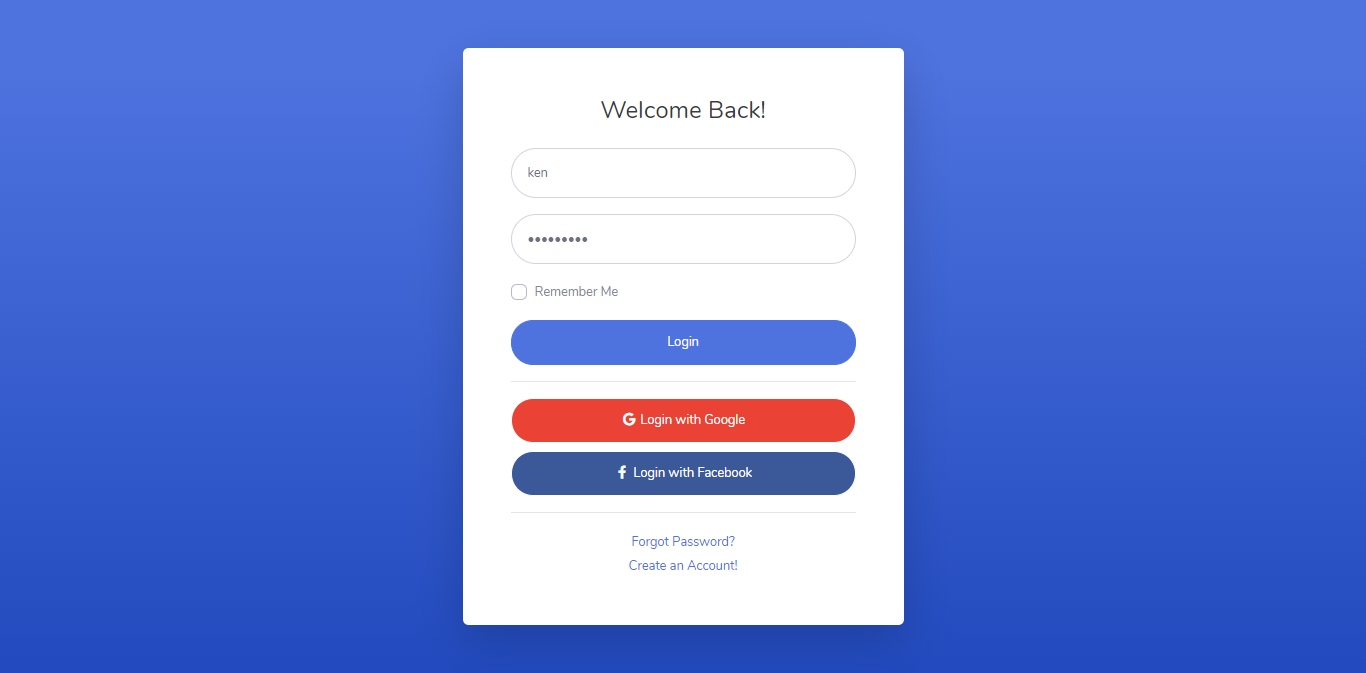 Welcome Back!
ken
•••••••••
Remember Me
Login
Login with Google
Login with Facebook
Forgot Password?
Create an Account!